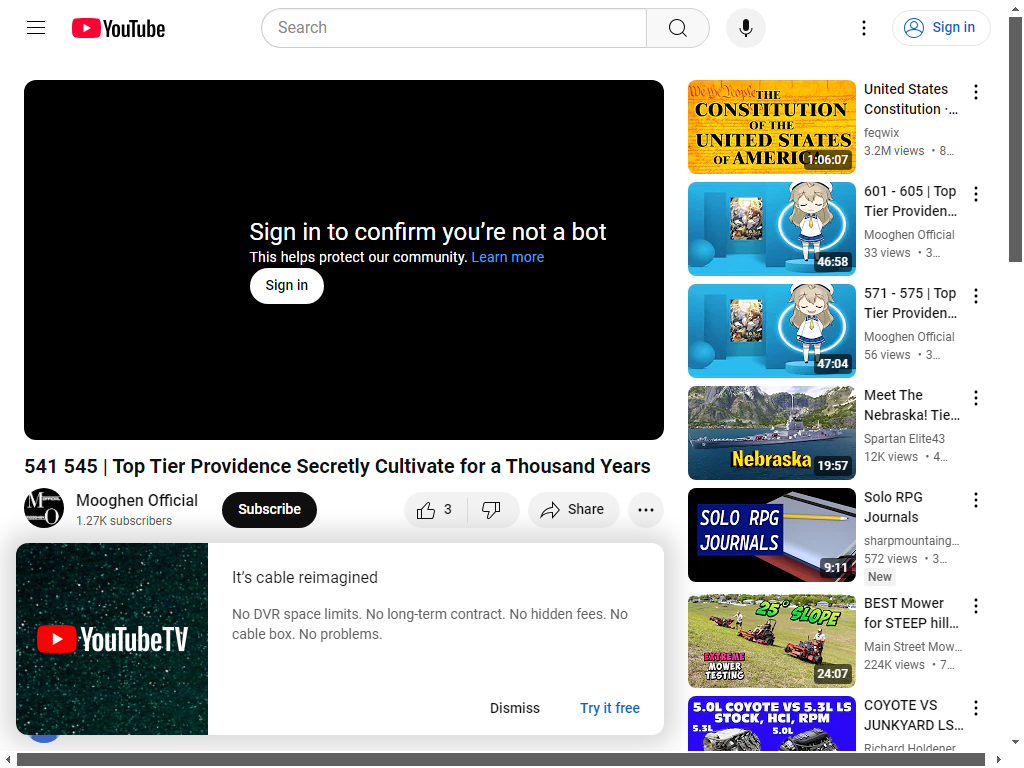 YouTube
Search
Sign in
Sign in to confirm you’re not a bot
This helps protect our community. Learn more
Sign in
541 545 | Top Tier Providence Secretly Cultivate for a Thousand Years
Mooghen Official
1.27K subscribers
Subscribe
3
Share
YouTubeTV
It’s cable reimagined
No DVR space limits. No long-term contract. No hidden fees. No
cable box. No problems.
Dismiss
Try it free
We the People
THE
CONSTITUTION
OF THE
UNITED STATES
OF AMERICA
1:06:07
United States
Constitution ·…
feqwix
3.2M views • 8…
46:58
601 - 605 | Top
Tier Providen…
Mooghen Official
33 views • 3…
47:04
571 - 575 | Top
Tier Providen…
Mooghen Official
56 views • 3…
Nebraska
19:57
Meet The
Nebraska! Tie…
Spartan Elite43
12K views • 4…
SOLO RPG
JOURNALS
9:11
Solo RPG
Journals
sharpmountaing…
572 views • 3…
New
25° SLOPE
EXTREME
MOWER
TESTING
24:07
BEST Mower
for STEEP hill…
Main Street Mow…
224K views • 7…
5.0L COYOTE VS 5.3L LS
STOCK, HCI, RPM
5.3L
5.0L
COYOTE VS
JUNKYARD LS…
Richard Holdener